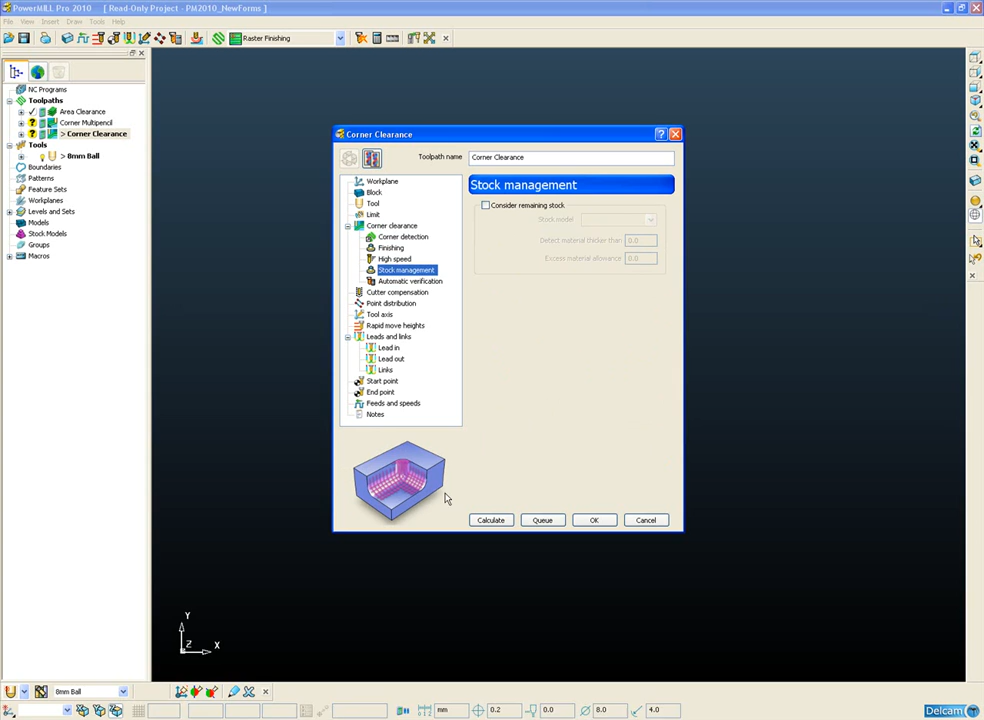 PowerMILL Pro 2010   [ Read-Only Project - PM2010_NewForms ]
File View Insert Draw Tools Help
Raster Finishing
NC Programs
Toolpaths
Area Clearance
Corner Multipencil
> Corner Clearance
Tools
> 8mm Ball
Boundaries
Patterns
Feature Sets
Workplanes
Levels and Sets
Models
Stock Models
Groups
Macros
Corner Clearance
Toolpath name
Corner Clearance
Workplane
Block
Tool
Limit
Corner clearance
Corner detection
Finishing
High speed
Stock management
Automatic verification
Cutter compensation
Point distribution
Tool axis
Rapid move heights
Leads and links
Lead in
Lead out
Links
Start point
End point
Feeds and speeds
Notes
Stock management
Consider remaining stock
Stock model
Detect material thicker than 0.0
Excess material allowance 0.0
Calculate Queue OK Cancel
Y
Z X
8mm Ball
mm 0.2 0.0 8.0 4.0
Delcam